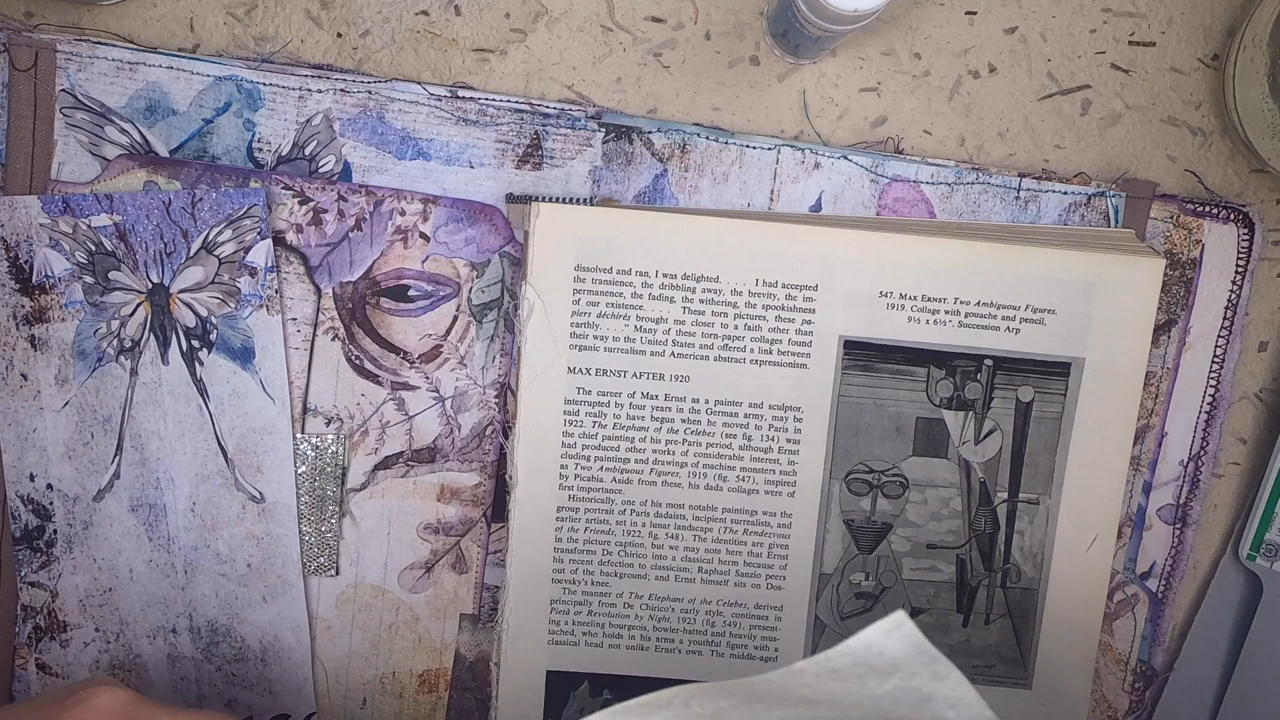 dissolved and ran, I was delighted. . . . I had accepted
the transience, the dribbling away, the brevity, the im-
permanence, the fading, the withering, the spookishness
of our existence. . . . These torn pictures, these pa-
piers déchirés brought me closer to a faith other than
earthly. . . ." Many of these torn-paper collages found
their way to the United States and offered a link between
organic surrealism and American abstract expressionism.
MAX ERNST AFTER 1920
The career of Max Ernst as a painter and sculptor,
interrupted by four years in the German army, may be
said really to have begun when he moved to Paris in
1922. The Elephant of the Celebes (see fig. 134) was
the chief painting of his pre-Paris period, although Ernst
had produced other works of considerable interest, in-
cluding paintings and drawings of machine monsters such
as Two Ambiguous Figures, 1919 (fig. 547), inspired
by Picabia. Aside from these, his dada collages were of
first importance.
Historically, one of his most notable paintings was the
group portrait of Paris dadaists, incipient surrealists, and
earlier artists, set in a lunar landscape (The Rendezvous
of the Friends, 1922, fig. 548). The identities are given
in the picture caption, but we may note here that Ernst
transforms De Chirico into a classical herm because of
his recent defection to classicism; Raphael Sanzio peers
out of the background; and Ernst himself sits on Dos-
toevsky's knee.
The manner of The Elephant of the Celebes, derived
principally from De Chirico's early style, continues in
Pietà or Revolution by Night, 1923 (fig. 549), present-
ing a kneeling bourgeois, bowler-hatted and heavily mus-
tached, who holds in his arms a youthful figure with a
classical head not unlike Ernst's own. The middle-aged
547. MAX ERNST. Two Ambiguous Figures.
1919. Collage with gouache and pencil,
9½ x 6½". Succession Arp